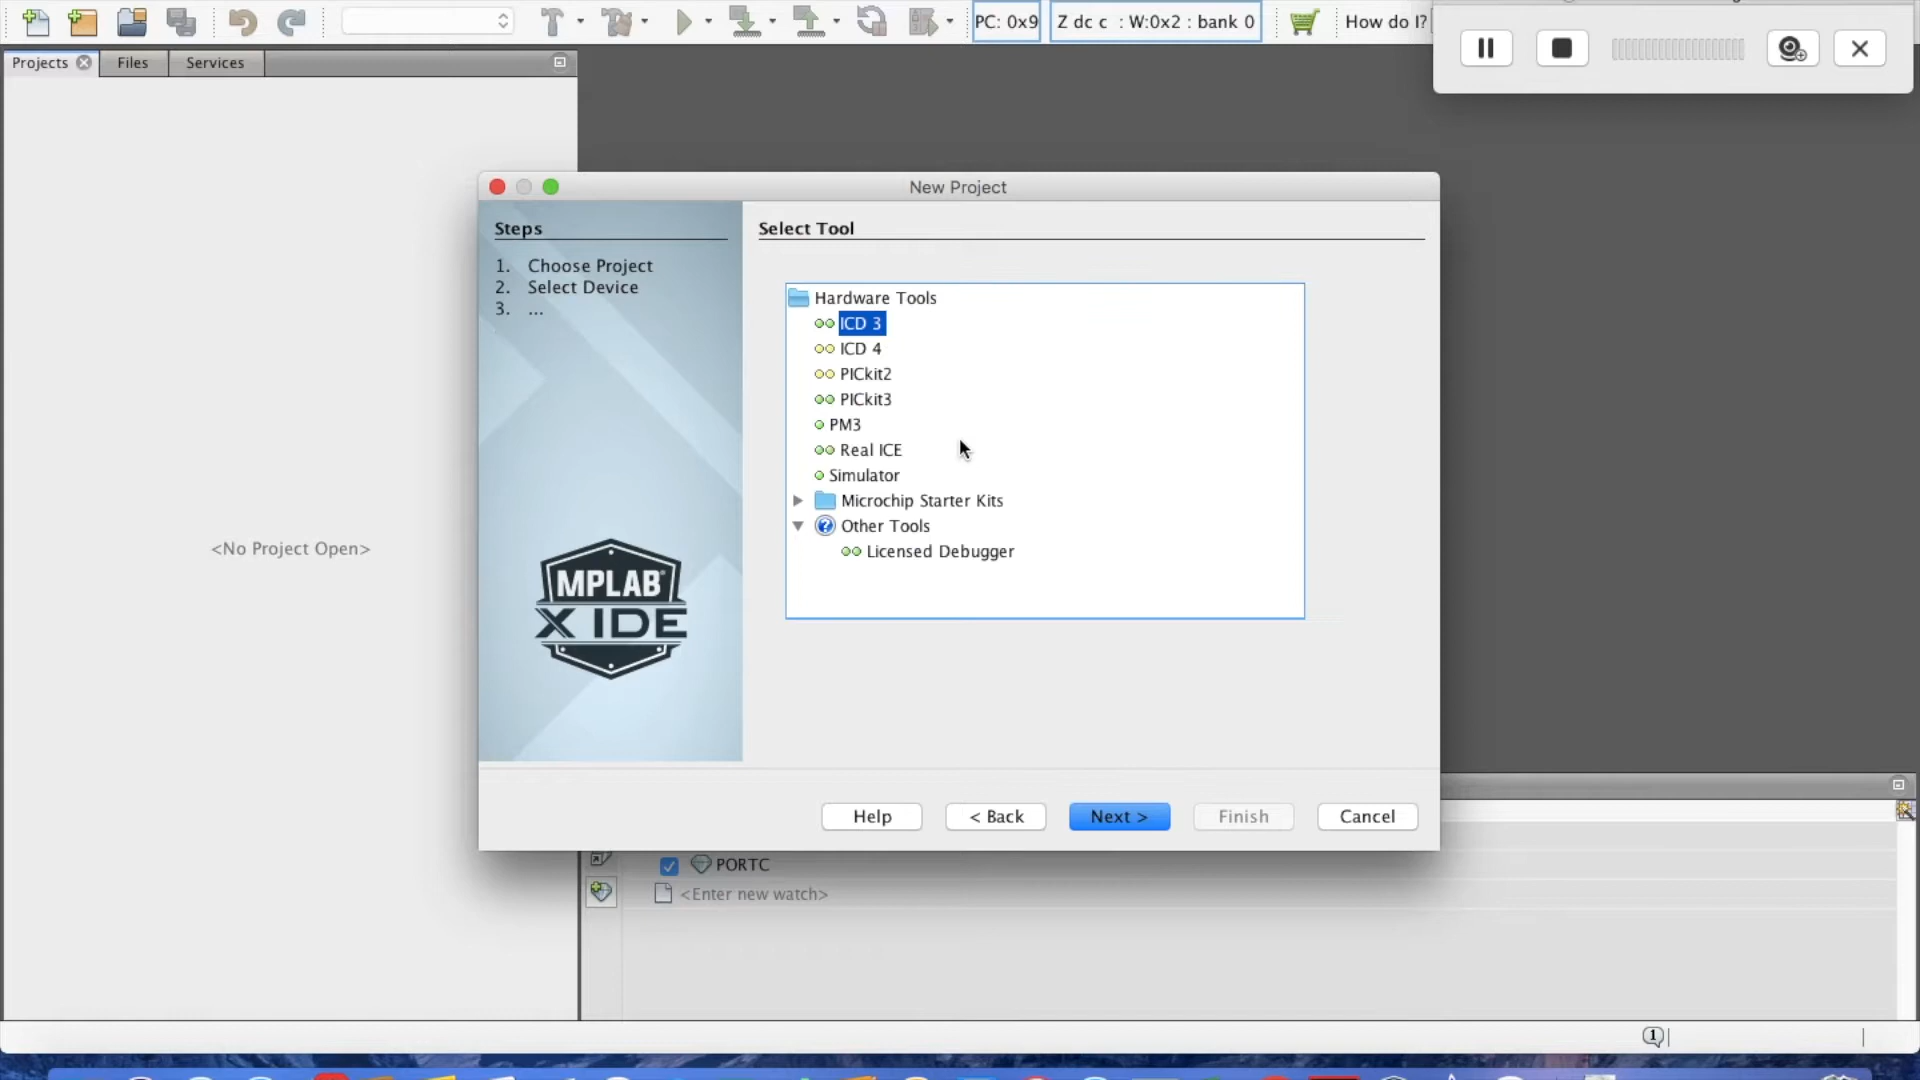 PC: 0x9
Z dc c : W:0x2 : bank 0
How do I?
Projects
Files
Services
New Project
Steps
1. Choose Project
2. Select Device
3. ...
Select Tool
Hardware Tools
ICD 3
ICD 4
PICkit2
PICkit3
PM3
Real ICE
Simulator
Microchip Starter Kits
Other Tools
Licensed Debugger
<No Project Open>
MPLAB®
X IDE
Help
< Back
Next >
Finish
Cancel
PORTC
<Enter new watch>
1